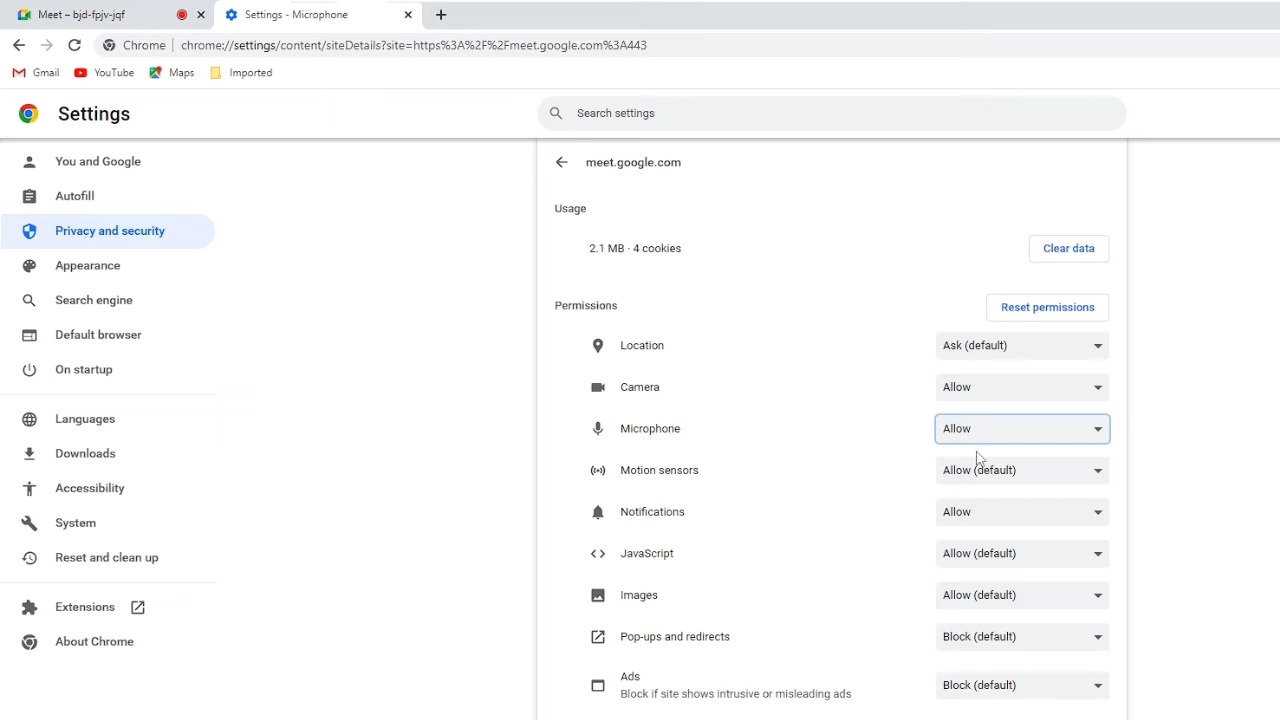 Meet – bjd-fpjv-jqf
Settings - Microphone
Chrome
chrome://settings/content/siteDetails?site=https%3A%2F%2Fmeet.google.com%3A443
Gmail
YouTube
Maps
Imported
Settings
Search settings
You and Google
Autofill
Privacy and security
Appearance
Search engine
Default browser
On startup
Languages
Downloads
Accessibility
System
Reset and clean up
Extensions
About Chrome
meet.google.com
Usage
2.1 MB · 4 cookies
Clear data
Permissions
Reset permissions
Location
Ask (default)
Camera
Allow
Microphone
Allow
Motion sensors
Allow (default)
Notifications
Allow
JavaScript
Allow (default)
Images
Allow (default)
Pop-ups and redirects
Block (default)
Ads
Block if site shows intrusive or misleading ads
Block (default)